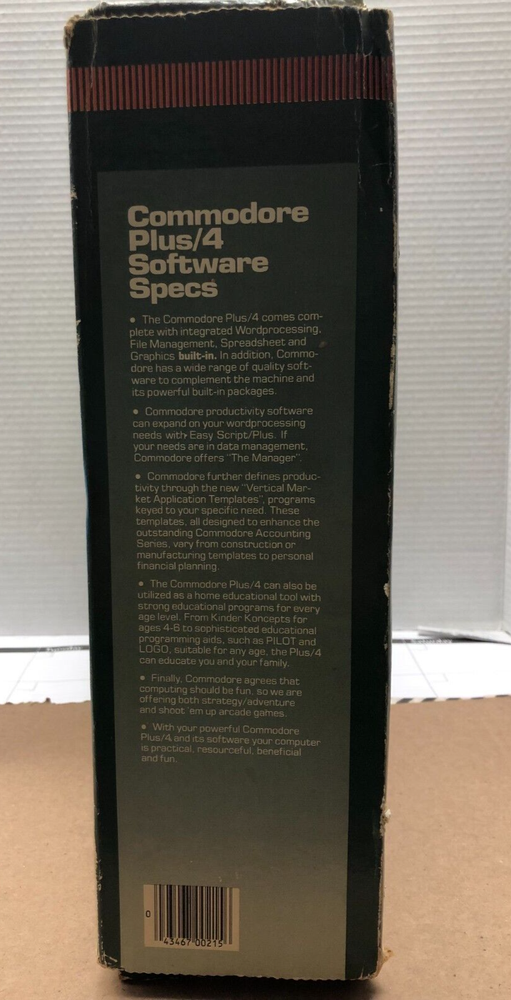 Commodore
Plus/4
Software
Specs
• The Commodore Plus/4 comes com-
plete with integrated Wordprocessing,
File Management, Spreadsheet and
Graphics built-in. In addition, Commo-
dore has a wide range of quality soft-
ware to complement the machine and
its powerful built-in packages.
• Commodore productivity software
can expand on your wordprocessing
needs with Easy Script/Plus. If
your needs are in data management,
Commodore offers "The Manager".
• Commodore further defines produc-
tivity through the new "Vertical Mar-
ket Application Templates", programs
keyed to your specific need. These
templates, all designed to enhance the
outstanding Commodore Accounting
Series, vary from construction or
manufacturing templates to personal
financial planning.
• The Commodore Plus/4 can also be
utilized as a home educational tool with
strong educational programs for every
age level. From Kinder Koncepts for
ages 4-6 to sophisticated educational
programming aids, such as PILOT and
LOGO, suitable for any age, the Plus/4
can educate you and your family.
• Finally, Commodore agrees that
computing should be fun, so we are
offering both strategy/adventure
and shoot 'em up arcade games.
• With your powerful Commodore
Plus/4 and its software your computer
is practical, resourceful, beneficial
and fun.
0
43467 00215